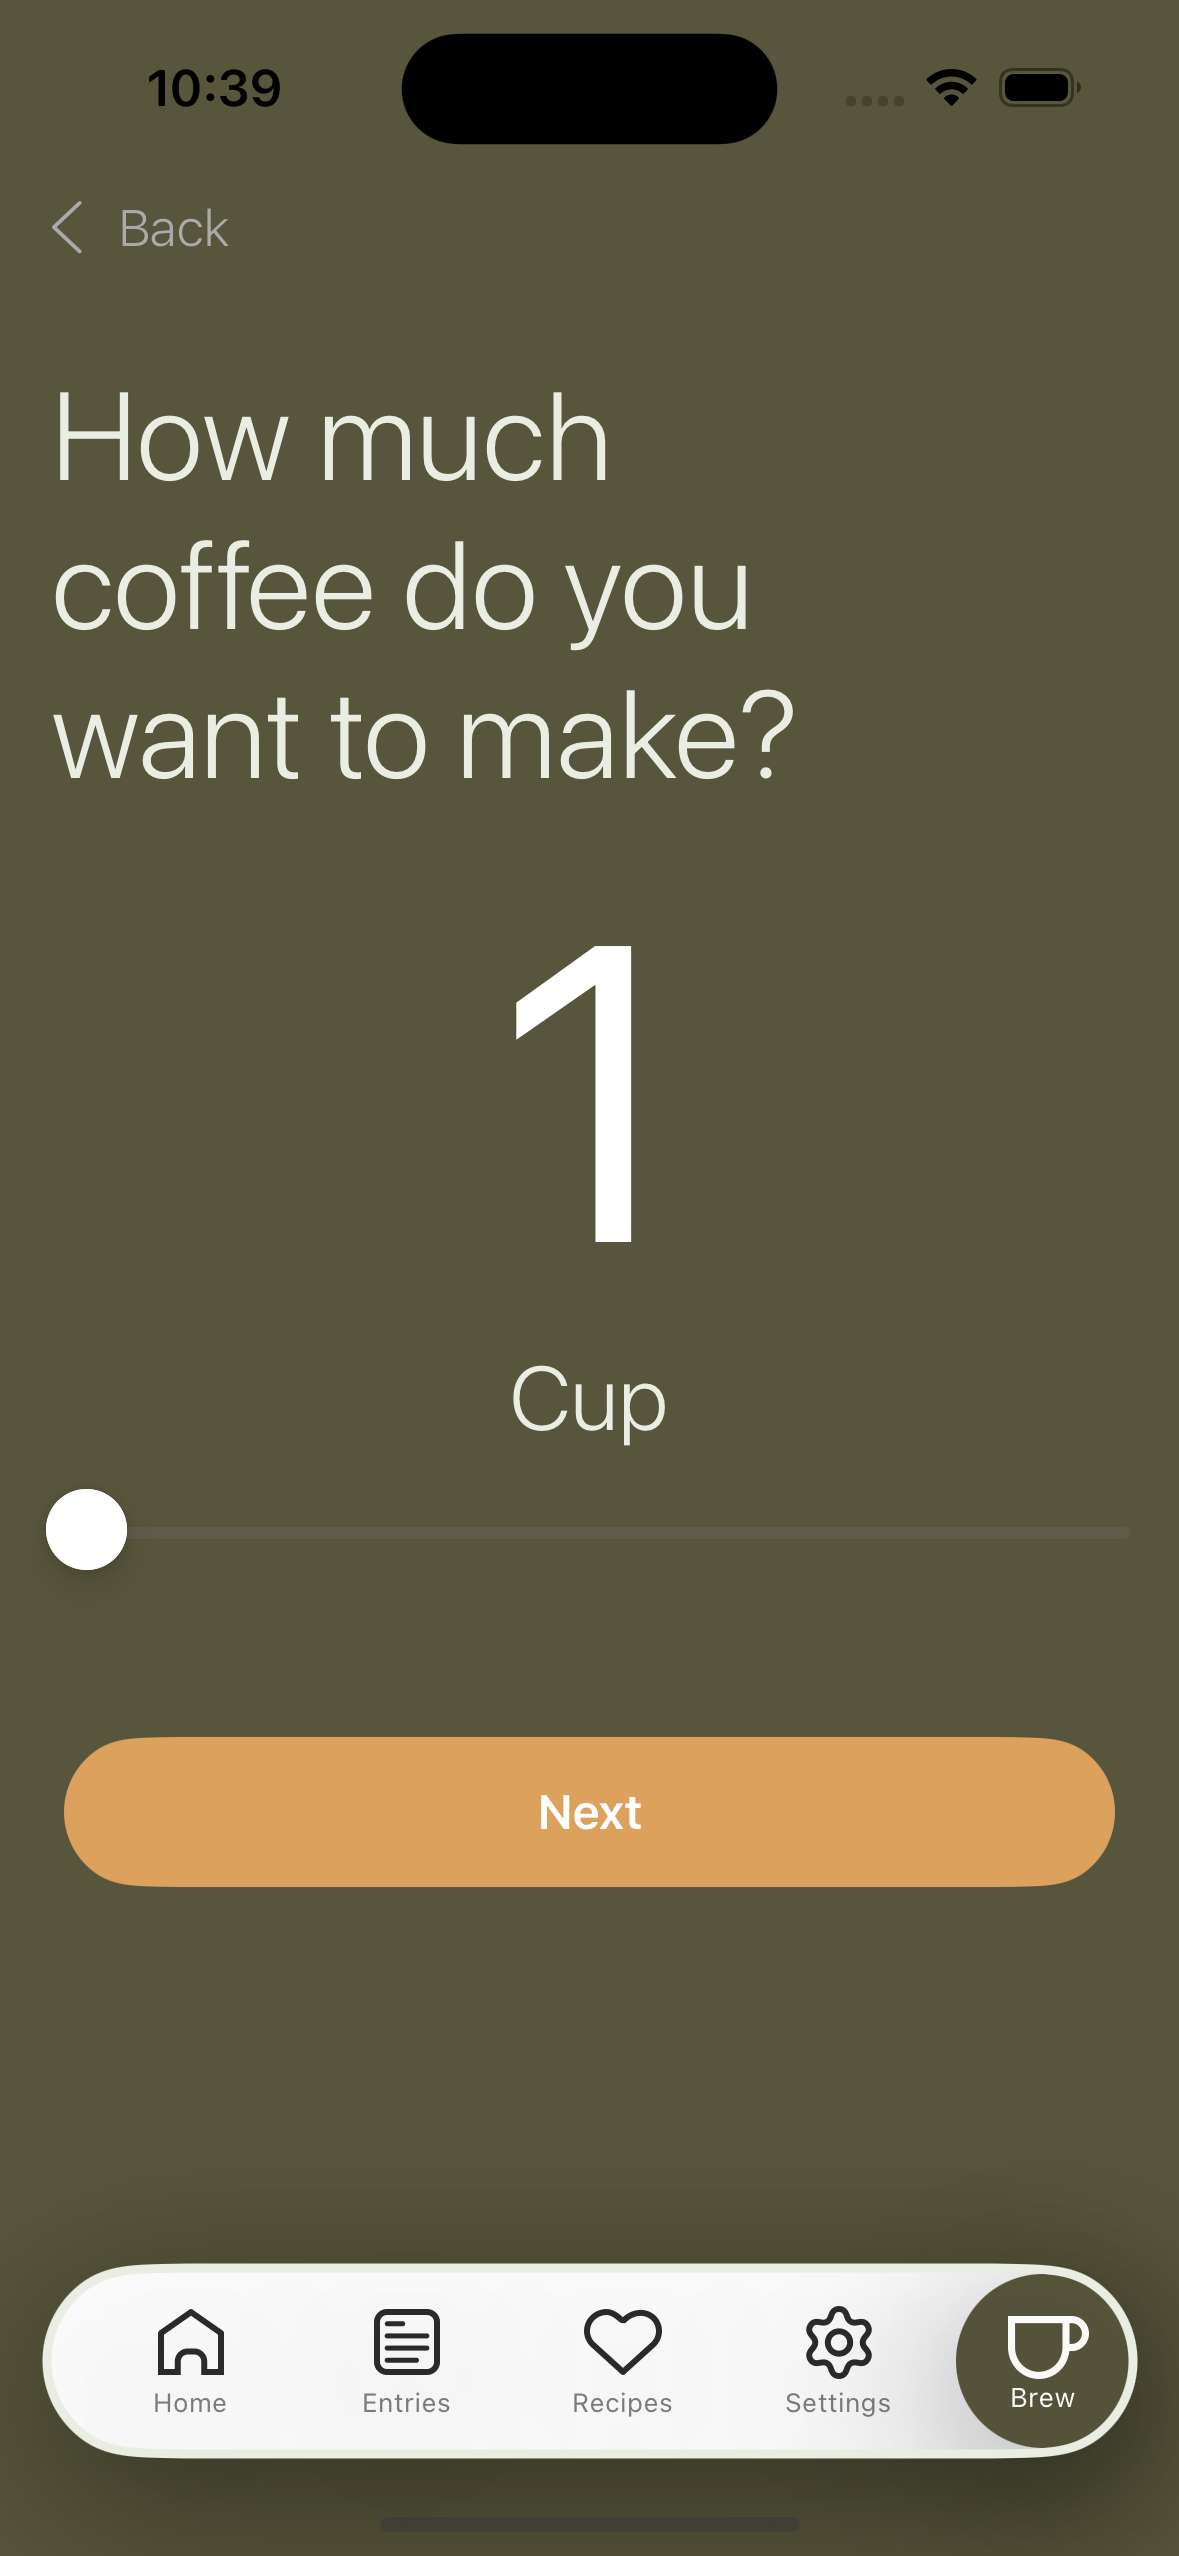 10:39
Back
How much
coffee do you
want to make?
1
Cup
Next
Home
Entries
Recipes
Settings
Brew